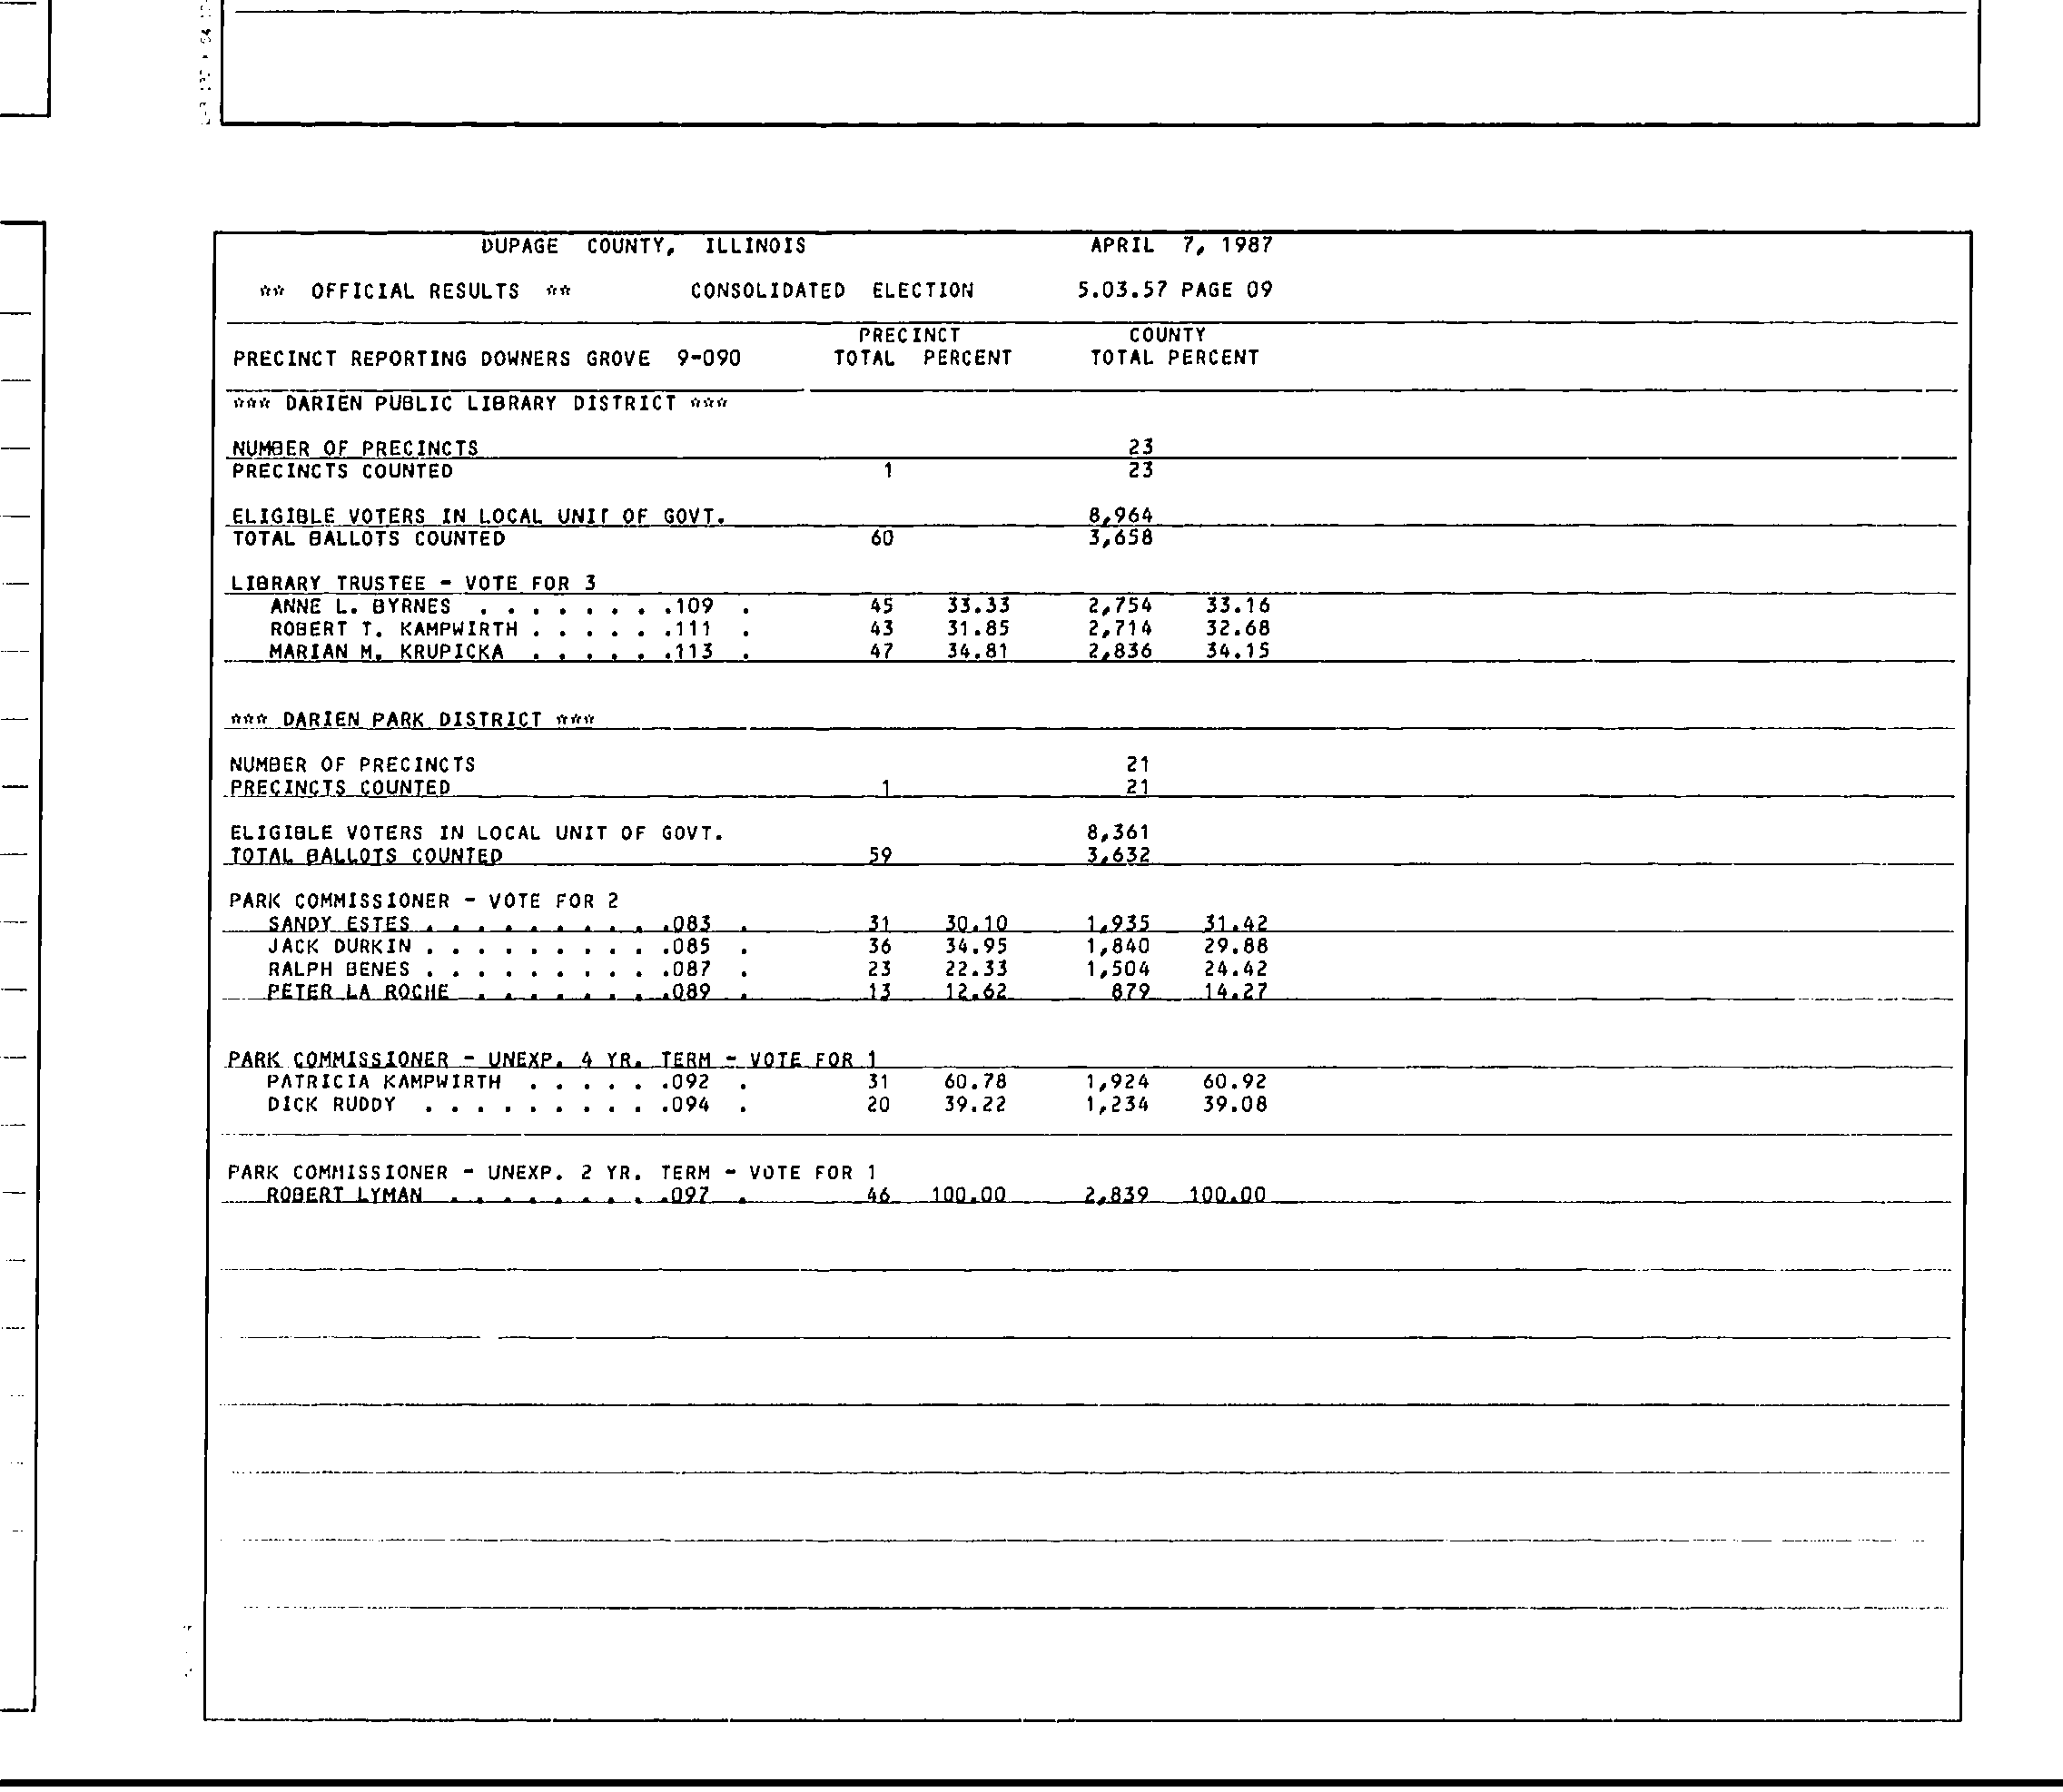 DUPAGE COUNTY, ILLINOIS APRIL 7, 1987
** OFFICIAL RESULTS ** CONSOLIDATED ELECTION 5.03.57 PAGE 09
PRECINCT COUNTY
PRECINCT REPORTING DOWNERS GROVE 9-090 TOTAL PERCENT TOTAL PERCENT
*** DARIEN PUBLIC LIBRARY DISTRICT ***
NUMBER OF PRECINCTS 23
PRECINCTS COUNTED 1 23
ELIGIBLE VOTERS IN LOCAL UNIT OF GOVT. 8,964
TOTAL BALLOTS COUNTED 60 3,658
LIBRARY TRUSTEE - VOTE FOR 3
ANNE L. BYRNES . . . . . . . .109 . 45 33.33 2,754 33.16
ROBERT T. KAMPWIRTH . . . . . .111 . 43 31.85 2,714 32.68
MARIAN M. KRUPICKA . . . . . .113 . 47 34.81 2,836 34.15
*** DARIEN PARK DISTRICT ***
NUMBER OF PRECINCTS 21
PRECINCTS COUNTED 1 21
ELIGIBLE VOTERS IN LOCAL UNIT OF GOVT. 8,361
TOTAL BALLOTS COUNTED 59 3,632
PARK COMMISSIONER - VOTE FOR 2
SANDY ESTES . . . . . . . . . .083 . 31 30.10 1,935 31.42
JACK DURKIN . . . . . . . . . .085 . 36 34.95 1,840 29.88
RALPH BENES . . . . . . . . . .087 . 23 22.33 1,504 24.42
PETER LA ROCHE . . . . . . . .089 . 13 12.62 879 14.27
PARK COMMISSIONER - UNEXP. 4 YR. TERM - VOTE FOR 1
PATRICIA KAMPWIRTH . . . . . .092 . 31 60.78 1,924 60.92
DICK RUDDY . . . . . . . . . .094 . 20 39.22 1,234 39.08
PARK COMMISSIONER - UNEXP. 2 YR. TERM - VOTE FOR 1
ROBERT LYMAN . . . . . . . . .097 . 46 100.00 2,839 100.00